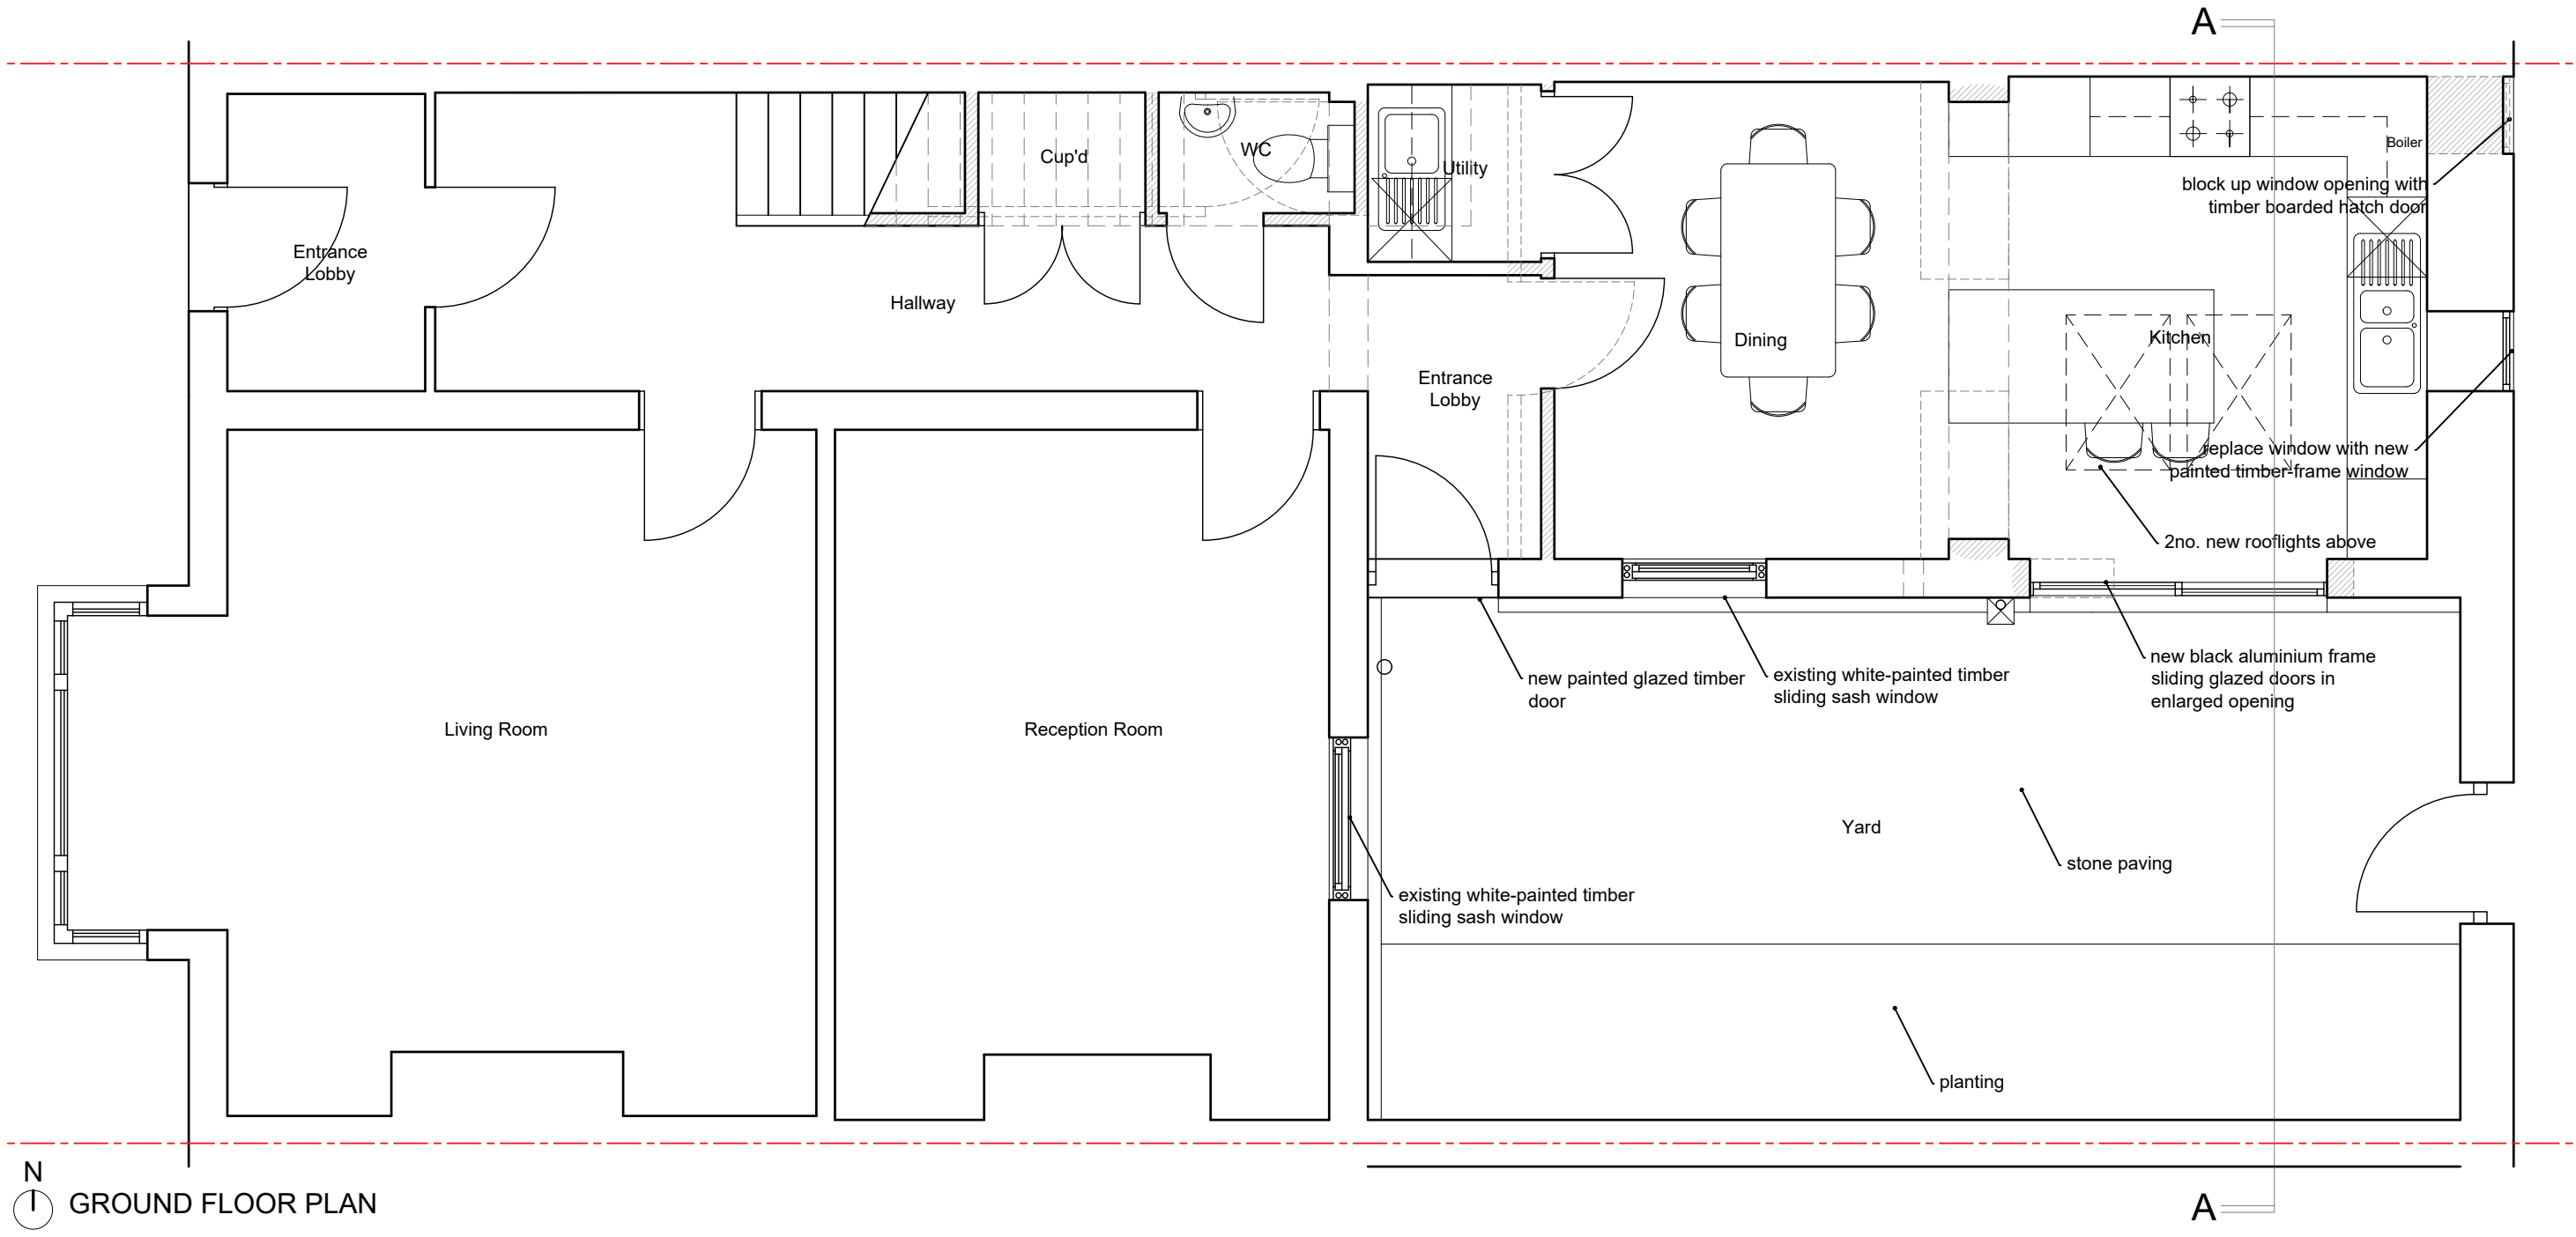 A
Cup'd
WC
Utility
Boiler
block up window opening with
timber boarded hatch door
Entrance
Lobby
Hallway
Dining
Kitchen
Entrance
Lobby
replace window with new
painted timber-frame window
2no. new rooflights above
new painted glazed timber
door
existing white-painted timber
sliding sash window
new black aluminium frame
sliding glazed doors in
enlarged opening
Living Room
Reception Room
Yard
stone paving
existing white-painted timber
sliding sash window
planting
N
GROUND FLOOR PLAN
A